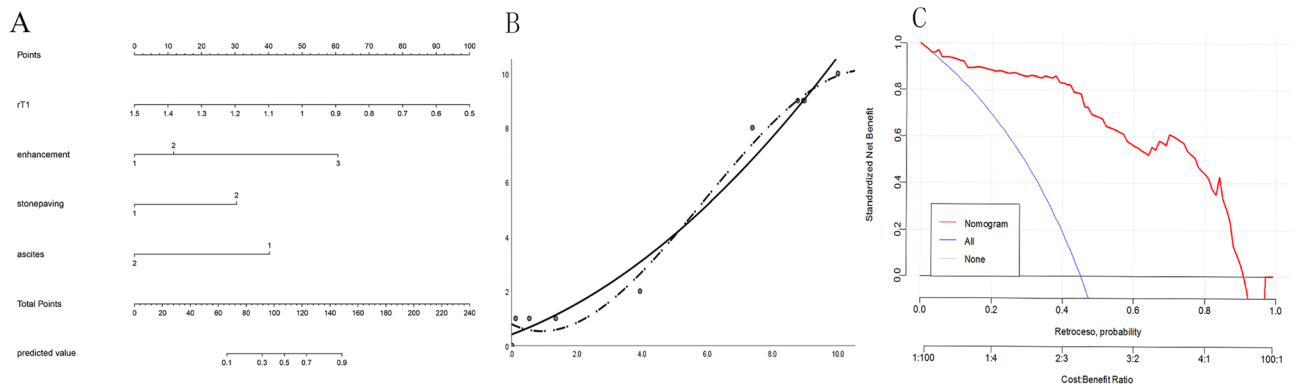 A
Points
0 10 20 30 40 50 60 70 80 90 100
rT1
1.5 1.4 1.3 1.2 1.1 1 0.9 0.8 0.7 0.6 0.5
enhancement
2
1 3
stonepaving
2
1
ascites
1
2
Total Points
0 20 40 60 80 100 120 140 160 180 200 220 240
predicted value
0.1 0.3 0.5 0.7 0.9
B
10
8
6
4
2
0
.0 2.0 4.0 6.0 8.0 10.0
C
Standardized Net Benefit
1.0
0.8
0.6
0.4
0.2
0.0
Nomogram
All
None
0.0 0.2 0.4 0.6 0.8 1.0
Retroceso, probability
1:100 1:4 2:3 3:2 4:1 100:1
Cost:Benefit Ratio